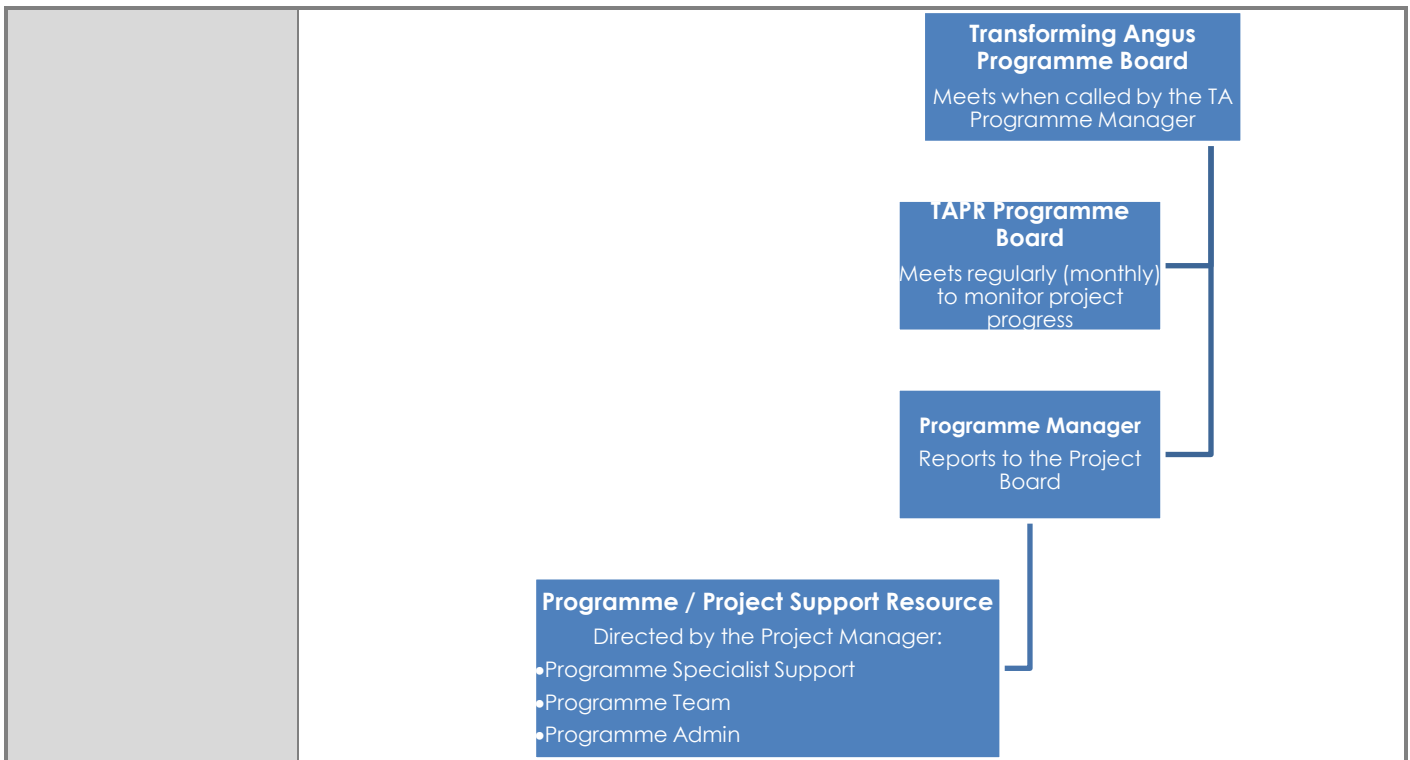 Transforming Angus
Programme Board
Meets when called by the TA
Programme Manager
TAPR Programme
Board
Meets regularly (monthly)
to monitor project
progress
Programme Manager
Reports to the Project
Board
Programme / Project Support Resource
Directed by the Project Manager:
•Programme Specialist Support
•Programme Team
•Programme Admin